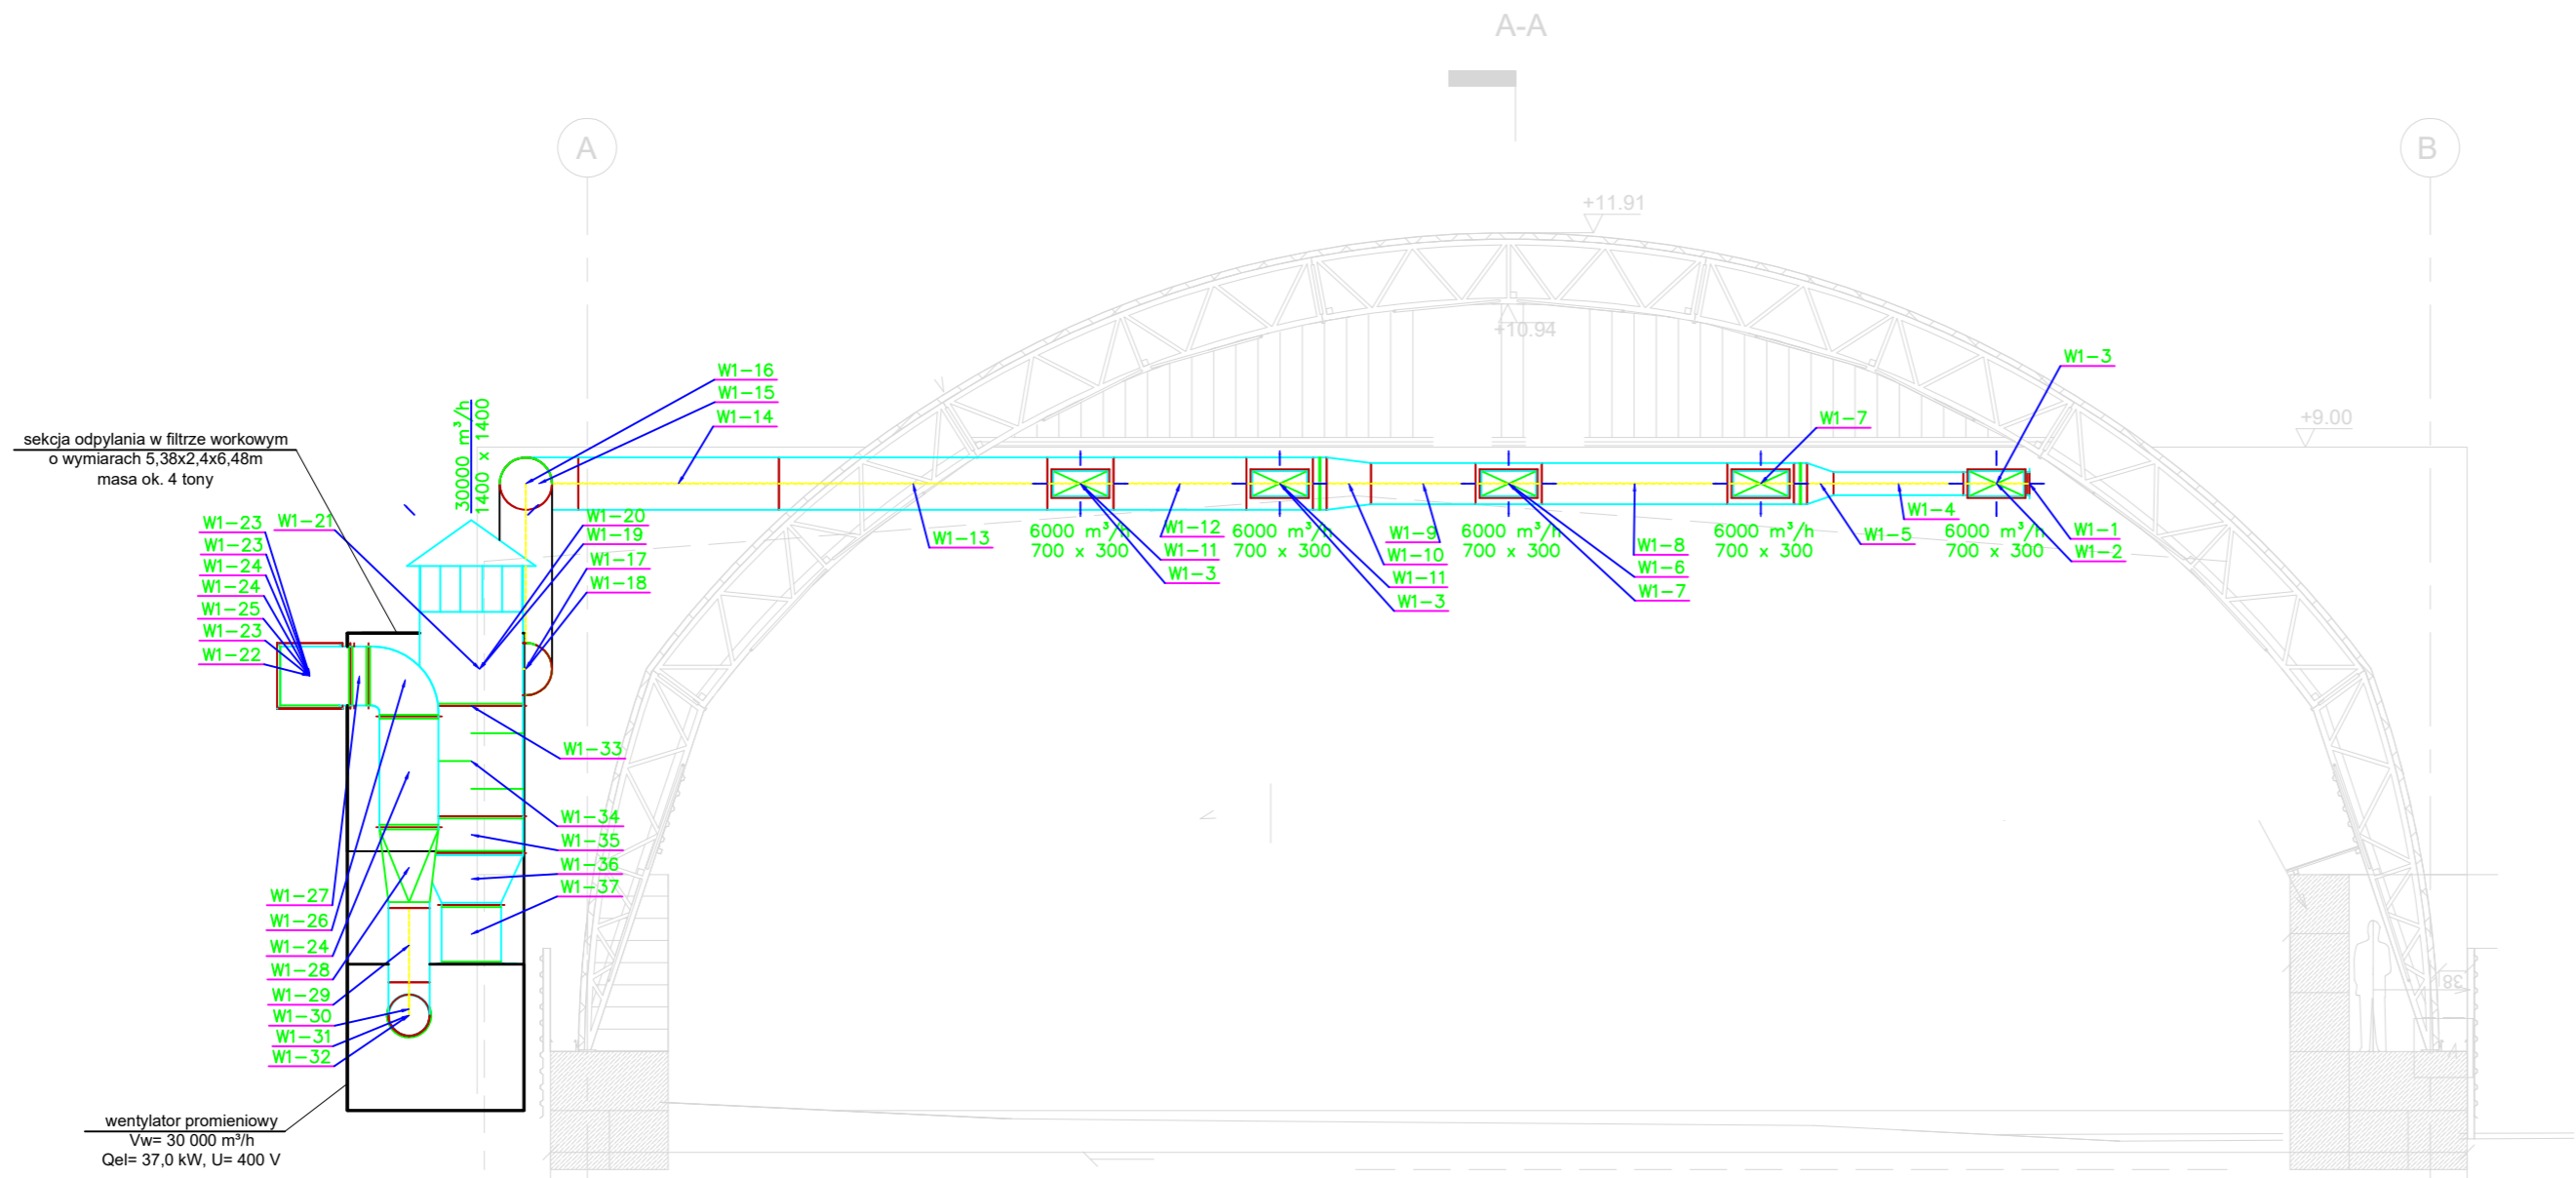 A-A
A
B
+11.91
+10.94
+9.00
W1-16
W1-15
W1-14
W1-3
W1-7
30000 m³/h
1400 x 1400
sekcja odpylania w filtrze workowym
o wymiarach 5,38x2,4x6,48m
masa ok. 4 tony
W1-23
W1-21
W1-23
W1-24
W1-24
W1-25
W1-23
W1-22
W1-20
W1-19
W1-17
W1-18
W1-13
6000 m³/h
700 x 300
W1-12
W1-11
W1-3
6000 m³/h
700 x 300
W1-9
W1-10
W1-11
W1-3
6000 m³/h
700 x 300
W1-8
W1-6
W1-7
6000 m³/h
700 x 300
W1-5
W1-4
6000 m³/h
700 x 300
W1-1
W1-2
W1-33
W1-34
W1-35
W1-36
W1-37
W1-27
W1-26
W1-24
W1-28
W1-29
W1-30
W1-31
W1-32
38
wentylator promieniowy
Vw= 30 000 m³/h
Qel= 37,0 kW, U= 400 V